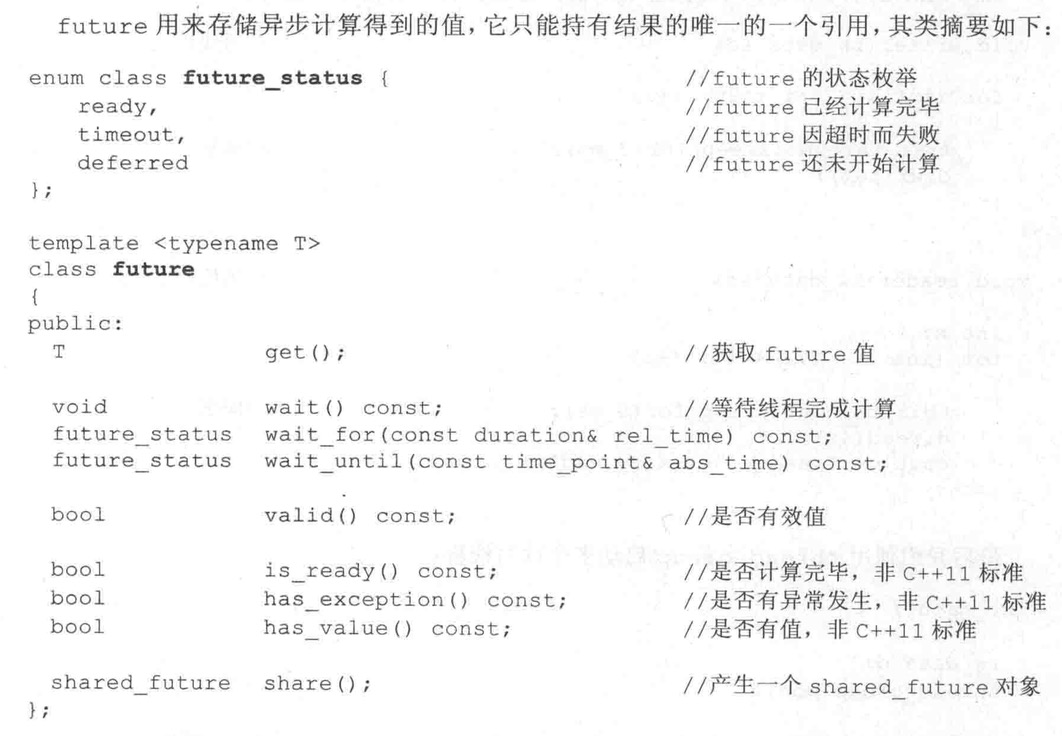 future 用来存储异步计算得到的值，它只能持有结果的唯一的一个引用，其类摘要如下：
enum class future_status { //future 的状态枚举
ready, //future 已经计算完毕
timeout, //future 因超时而失败
deferred //future 还未开始计算
};
template <typename T>
class future
{
public:
T get(); //获取 future 值
void wait() const; //等待线程完成计算
future_status wait_for(const duration& rel_time) const;
future_status wait_until(const time_point& abs_time) const;
bool valid() const; //是否有效值
bool is_ready() const; //是否计算完毕，非 C++11 标准
bool has_exception() const; //是否有异常发生，非 C++11 标准
bool has_value() const; //是否有值，非 C++11 标准
shared_future share(); //产生一个 shared_future 对象
};